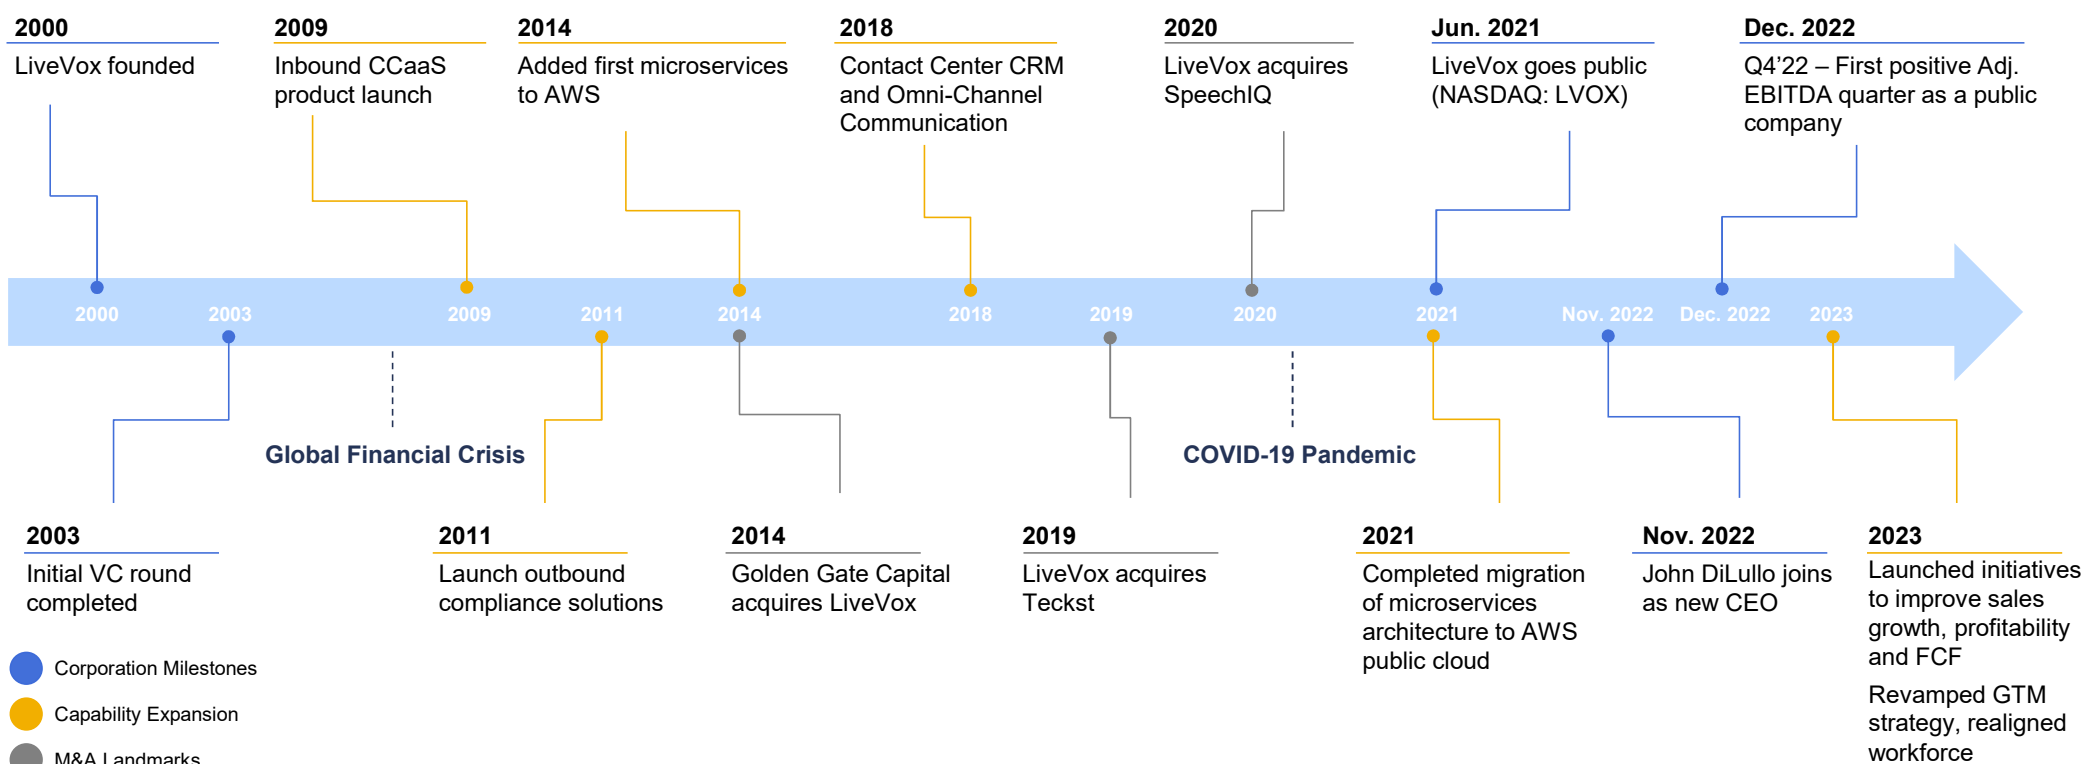 2000
LiveVox founded
2009
Inbound CCaaS
product launch
2014
Added first microservices
to AWS
2018
Contact Center CRM
and Omni-Channel
Communication
2020
LiveVox acquires
SpeechIQ
Jun. 2021
LiveVox goes public
(NASDAQ: LVOX)
Dec. 2022
Q4’22 – First positive Adj.
EBITDA quarter as a public
company
2000 2003 2009 2011 2014 2018 2019 2020 2021 Nov. 2022 Dec. 2022 2023
Global Financial Crisis
COVID-19 Pandemic
2003
Initial VC round
completed
2011
Launch outbound
compliance solutions
2014
Golden Gate Capital
acquires LiveVox
2019
LiveVox acquires
Teckst
2021
Completed migration
of microservices
architecture to AWS
public cloud
Nov. 2022
John DiLullo joins
as new CEO
2023
Launched initiatives
to improve sales
growth, profitability
and FCF
Revamped GTM
strategy, realigned
workforce
Corporation Milestones
Capability Expansion
M&A Landmarks